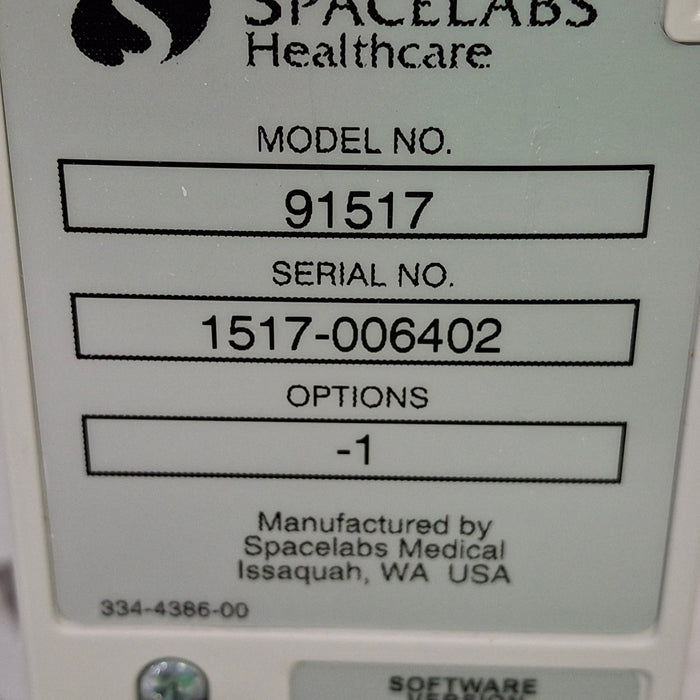 SPACELABS
Healthcare
MODEL NO.
91517
SERIAL NO.
1517-006402
OPTIONS
-1
Manufactured by
Spacelabs Medical
Issaquah, WA USA
334-4386-00
SOFTWARE
VERSION